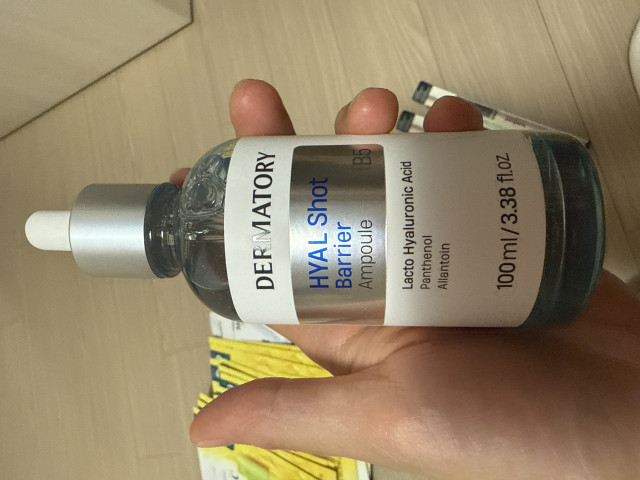 DERMATORY
HYAL Shot
Barrier
Ampoule
B5
Lacto Hyaluronic Acid
Panthenol
Allantoin
100ml/3.38 fl.oz